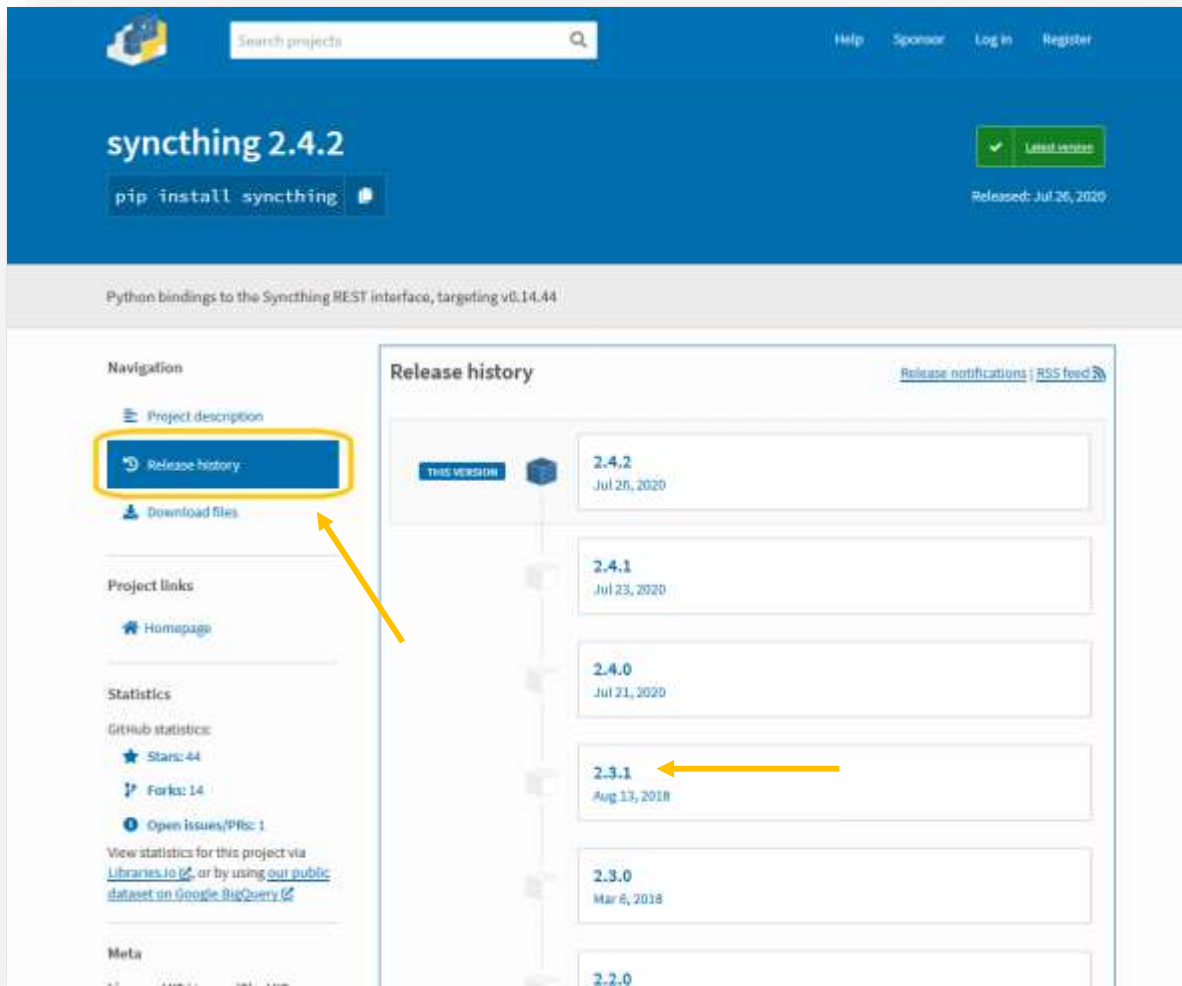 Search projects
Help Sponsor Log in Register
syncthing 2.4.2
pip install syncthing
Latest version
Released: Jul 26, 2020
Python bindings to the Syncthing REST interface, targeting v0.14.44
Navigation
Project description
Release history
Download files
Project links
Homepage
Statistics
GitHub statistics:
Stars: 44
Forks: 14
Open issues/PRs: 1
View statistics for this project via
Libraries.io, or by using our public
dataset on Google BigQuery
Meta
Release history
Release notifications | RSS feed
THIS VERSION
2.4.2
Jul 26, 2020
2.4.1
Jul 23, 2020
2.4.0
Jul 21, 2020
2.3.1
Aug 13, 2018
2.3.0
Mar 6, 2018
2.2.0